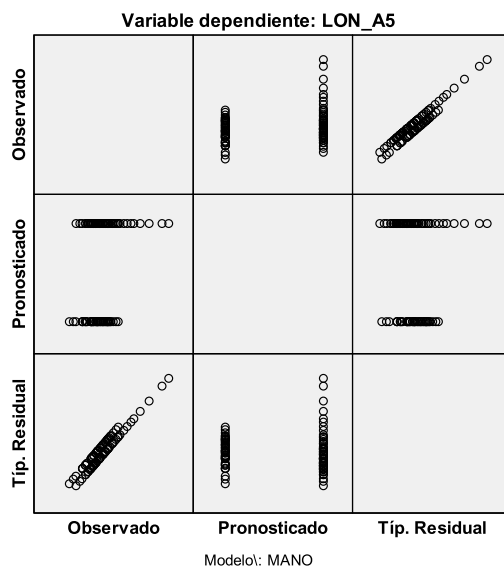 Variable dependiente: LON_A5
Observado
Pronosticado
Típ. Residual
Observado Pronosticado Típ. Residual
Modelo\: MANO